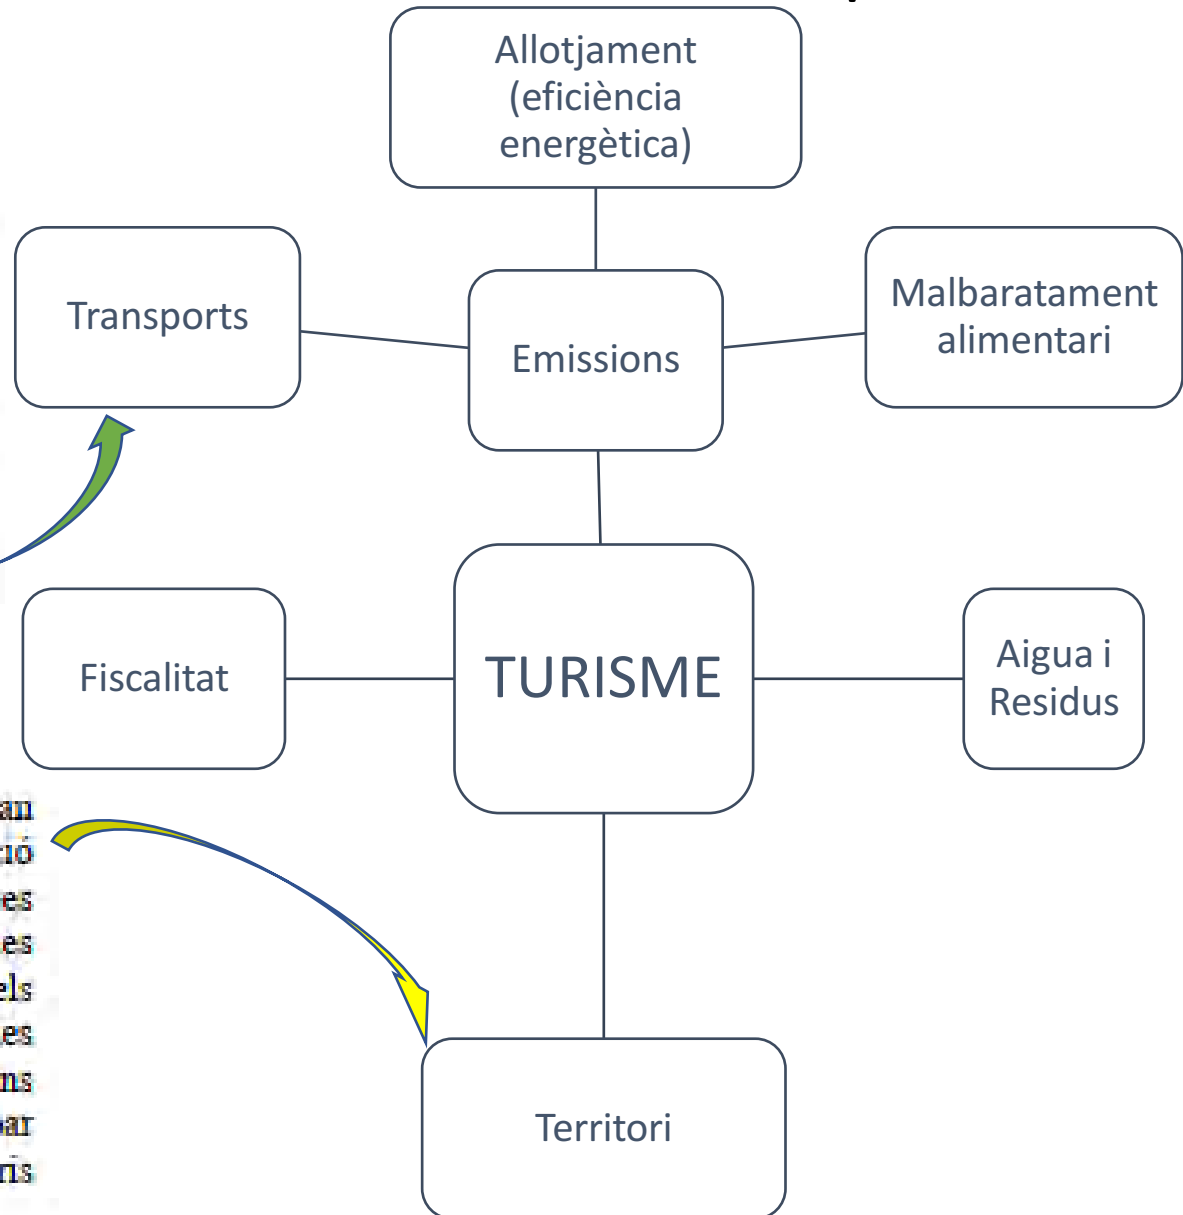 Allotjament
(eficiència
energètica)
Transports
Emissions
Malbaratament
alimentari
Fiscalitat
TURISME
Aigua i
Residus
Territori